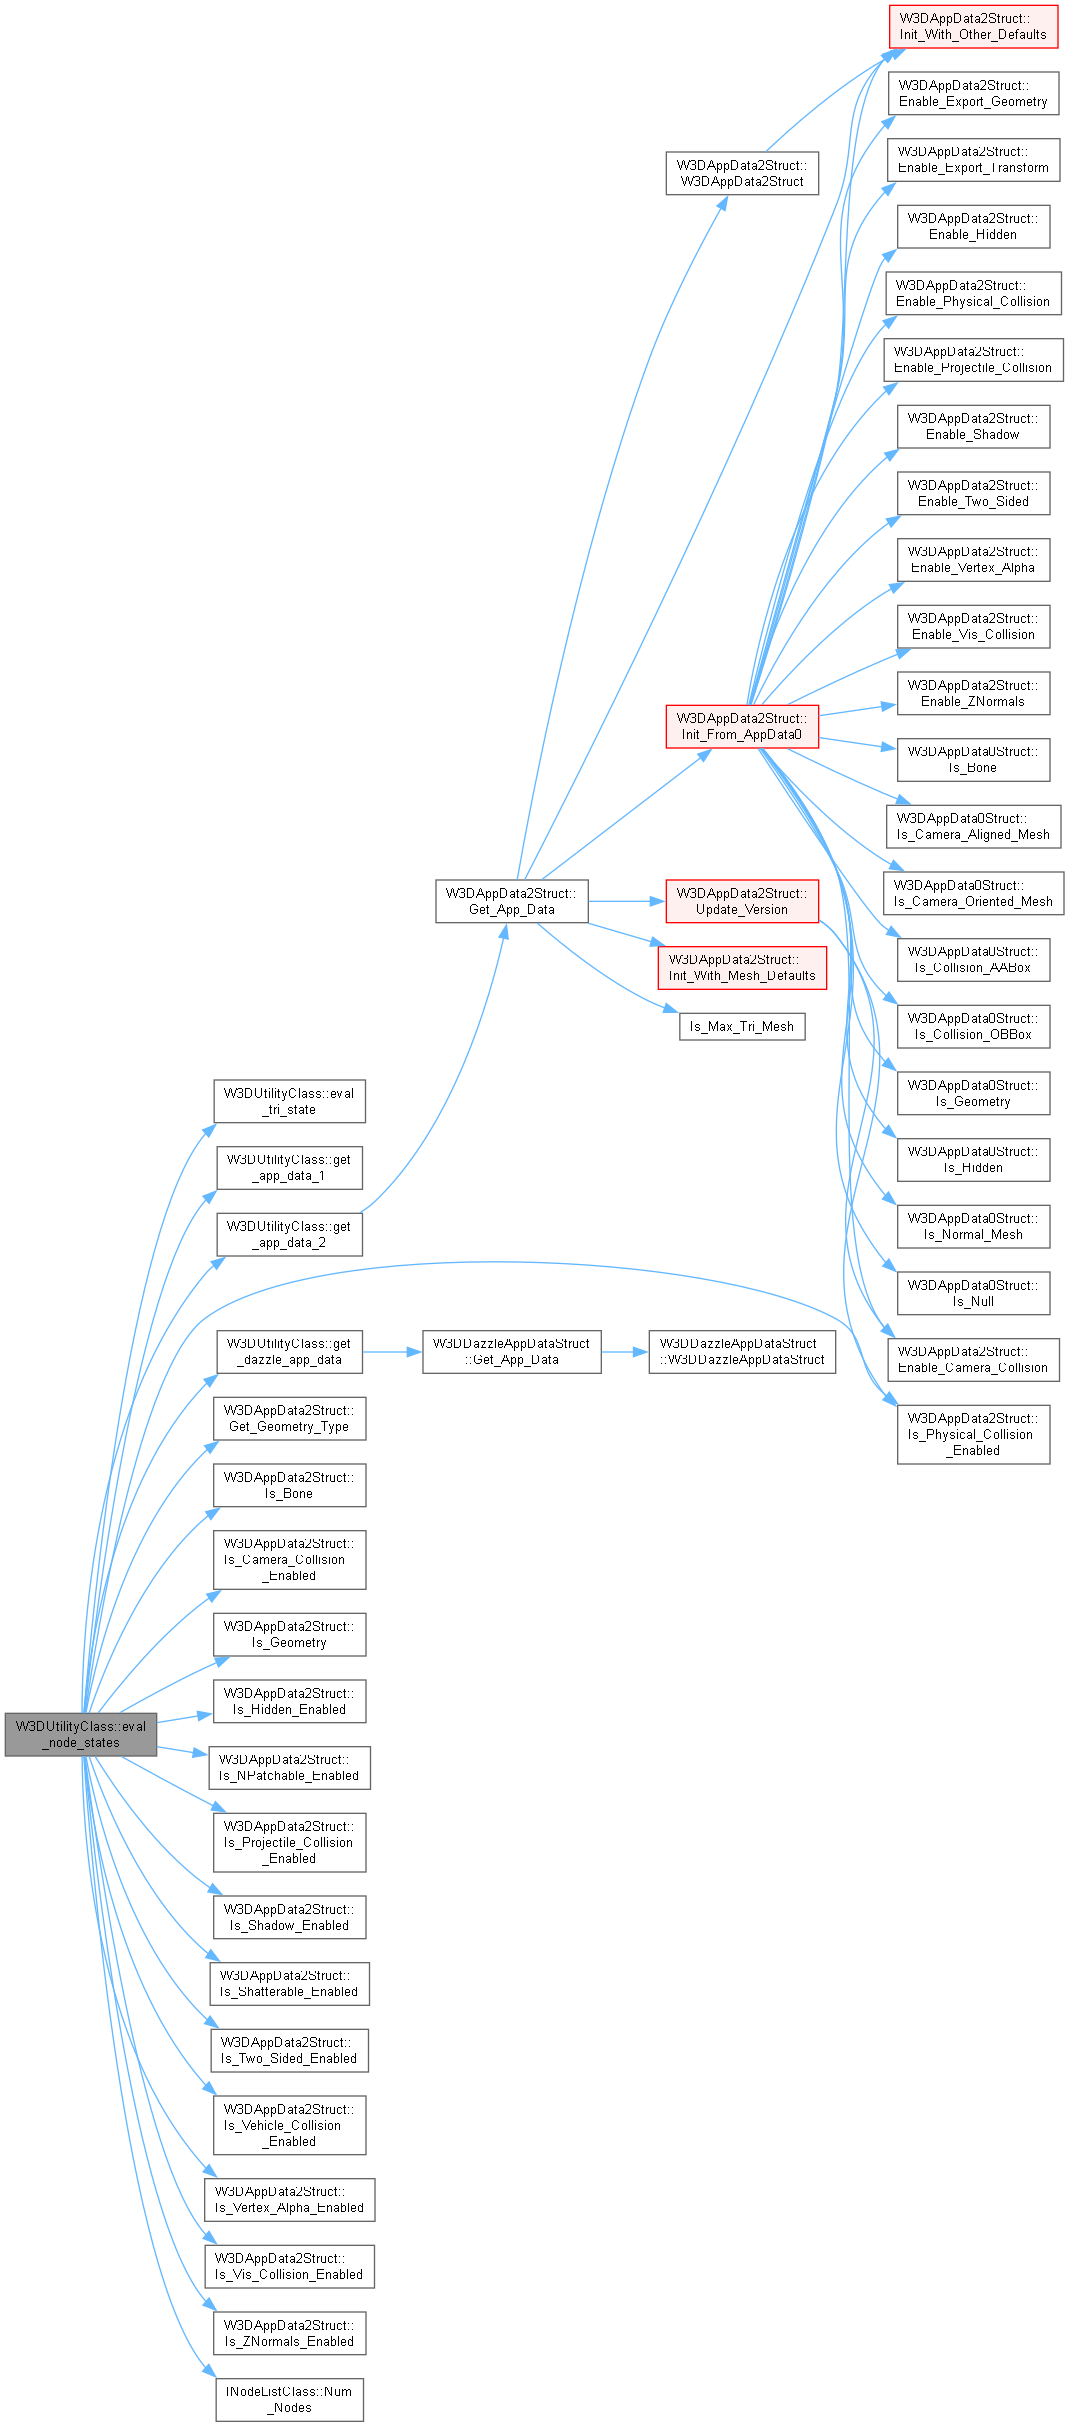 W3DAppData2Struct::
Init_With_Other_Defaults
W3DAppData2Struct::
Enable_Export_Geometry
W3DAppData2Struct::
Enable_Export_Transform
W3DAppData2Struct::
W3DAppData2Struct
W3DAppData2Struct::
Enable_Hidden
W3DAppData2Struct::
Enable_Physical_Collision
W3DAppData2Struct::
Enable_Projectile_Collision
W3DAppData2Struct::
Enable_Shadow
W3DAppData2Struct::
Enable_Two_Sided
W3DAppData2Struct::
Enable_Vertex_Alpha
W3DAppData2Struct::
Enable_Vis_Collision
W3DAppData2Struct::
Enable_ZNormals
W3DAppData2Struct::
Init_From_AppData0
W3DAppData0Struct::
Is_Bone
W3DAppData0Struct::
Is_Camera_Aligned_Mesh
W3DAppData0Struct::
Is_Camera_Oriented_Mesh
W3DAppData2Struct::
Get_App_Data
W3DAppData2Struct::
Update_Version
W3DAppData2Struct::
Init_With_Mesh_Defaults
Is_Max_Tri_Mesh
W3DAppData0Struct::
Is_Collision_AABox
W3DAppData0Struct::
Is_Collision_OBBox
W3DAppData0Struct::
Is_Geometry
W3DAppData0Struct::
Is_Hidden
W3DAppData0Struct::
Is_Normal_Mesh
W3DAppData0Struct::
Is_Null
W3DAppData2Struct::
Enable_Camera_Collision
W3DAppData2Struct::
Is_Physical_Collision
_Enabled
W3DUtilityClass::eval
_tri_state
W3DUtilityClass::get
_app_data_1
W3DUtilityClass::get
_app_data_2
W3DUtilityClass::get
_dazzle_app_data
W3DDazzleAppDataStruct
::Get_App_Data
W3DDazzleAppDataStruct
::W3DDazzleAppDataStruct
W3DAppData2Struct::
Get_Geometry_Type
W3DAppData2Struct::
Is_Bone
W3DAppData2Struct::
Is_Camera_Collision
_Enabled
W3DAppData2Struct::
Is_Geometry
W3DAppData2Struct::
Is_Hidden_Enabled
W3DUtilityClass::eval
_node_states
W3DAppData2Struct::
Is_NPatchable_Enabled
W3DAppData2Struct::
Is_Projectile_Collision
_Enabled
W3DAppData2Struct::
Is_Shadow_Enabled
W3DAppData2Struct::
Is_Shatterable_Enabled
W3DAppData2Struct::
Is_Two_Sided_Enabled
W3DAppData2Struct::
Is_Vehicle_Collision
_Enabled
W3DAppData2Struct::
Is_Vertex_Alpha_Enabled
W3DAppData2Struct::
Is_Vis_Collision_Enabled
W3DAppData2Struct::
Is_ZNormals_Enabled
INodeListClass::Num
_Nodes